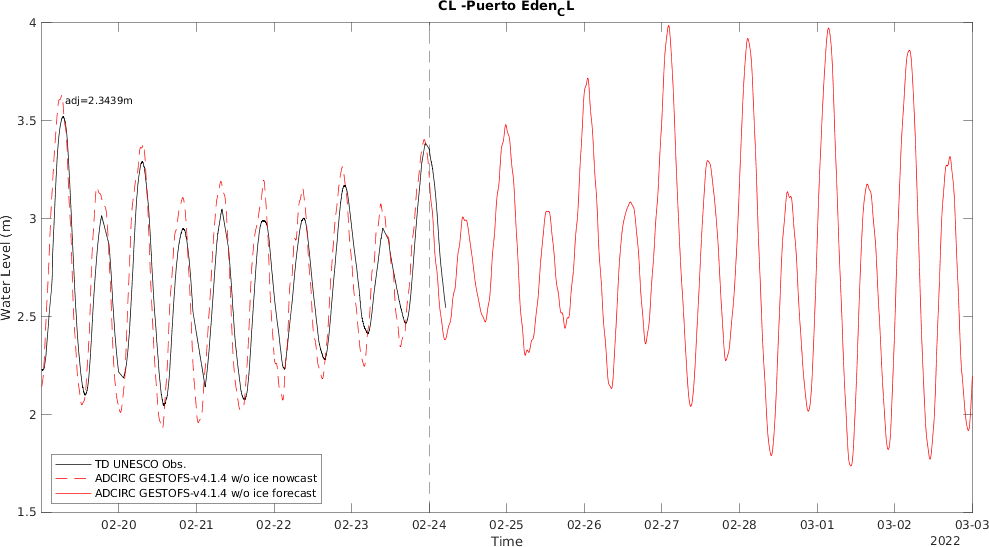 CL -Puerto Eden_CL
adj=2.3439m
Water Level (m)
4
3.5
3
2.5
2
1.5
TD UNESCO Obs.
ADCIRC GESTOFS-v4.1.4 w/o ice nowcast
ADCIRC GESTOFS-v4.1.4 w/o ice forecast
02-20 02-21 02-22 02-23 02-24 02-25 02-26 02-27 02-28 03-01 03-02 03-03
Time
2022